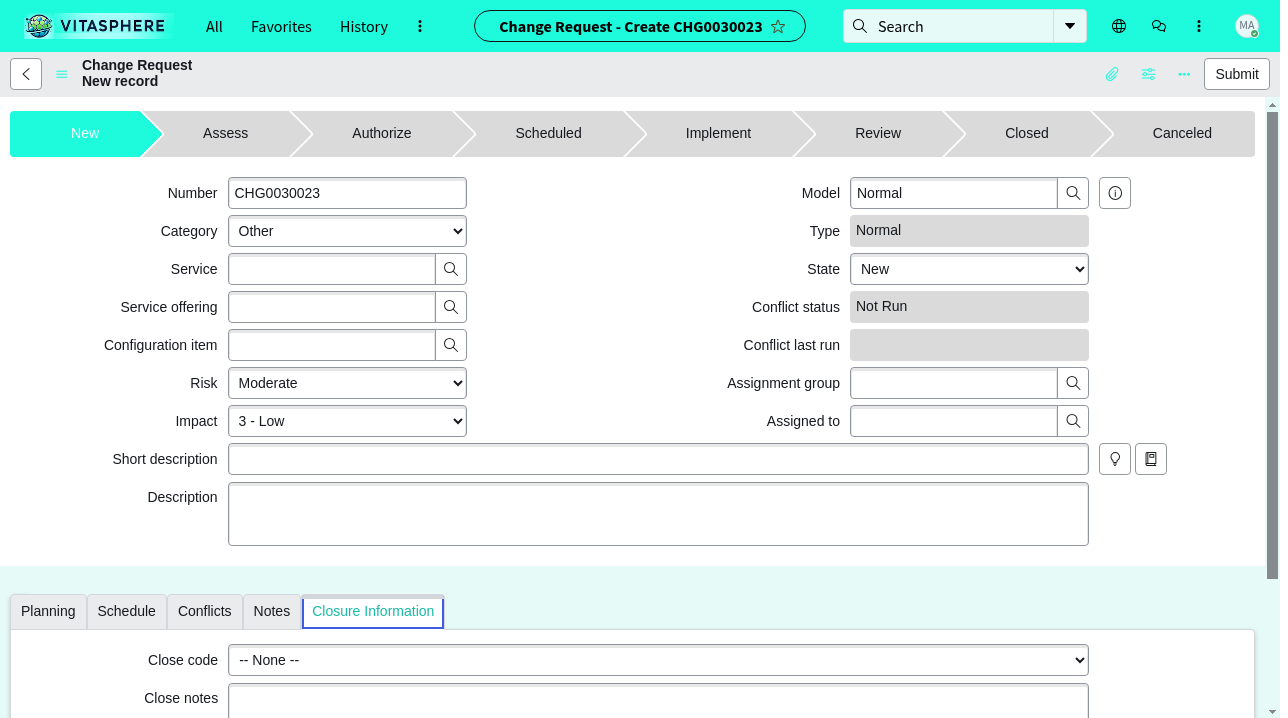 VITASPHERE All Favorites History Change Request - Create CHG0030023 Search MA
Change Request
New record
Submit
New Assess Authorize Scheduled Implement Review Closed Canceled
Number CHG0030023 Model Normal
Category Other Type Normal
Service State New
Service offering Conflict status Not Run
Configuration item Conflict last run
Risk Moderate Assignment group
Impact 3 - Low Assigned to
Short description
Description
Planning Schedule Conflicts Notes Closure Information
Close code -- None --
Close notes